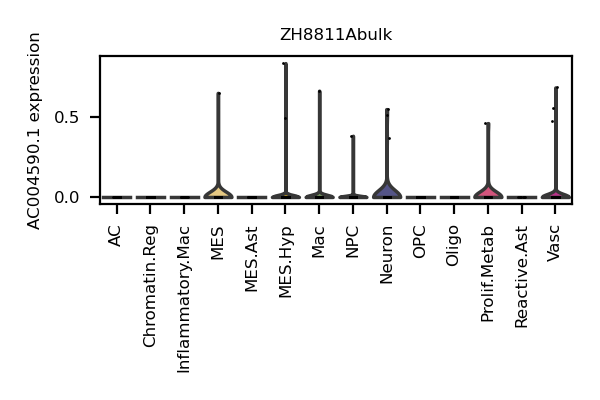 ZH8811Abulk
AC004590.1 expression
0.5
0.0
AC
Chromatin.Reg
Inflammatory.Mac
MES
MES.Ast
MES.Hyp
Mac
NPC
Neuron
OPC
Oligo
Prolif.Metab
Reactive.Ast
Vasc